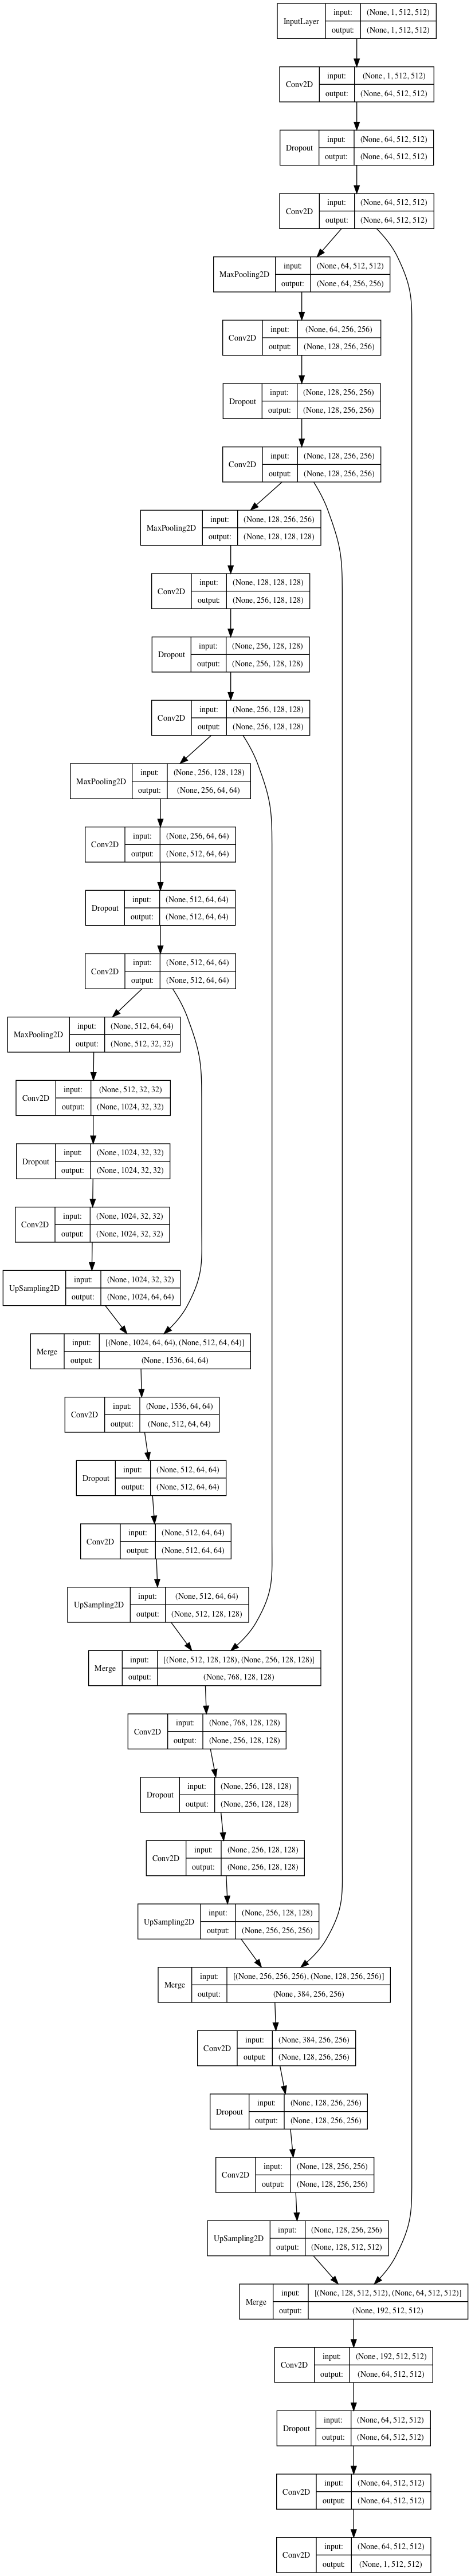 InputLayer input: (None, 1, 512, 512)
output: (None, 1, 512, 512)
Conv2D input: (None, 1, 512, 512)
output: (None, 64, 512, 512)
Dropout input: (None, 64, 512, 512)
output: (None, 64, 512, 512)
Conv2D input: (None, 64, 512, 512)
output: (None, 64, 512, 512)
MaxPooling2D input: (None, 64, 512, 512)
output: (None, 64, 256, 256)
Conv2D input: (None, 64, 256, 256)
output: (None, 128, 256, 256)
Dropout input: (None, 128, 256, 256)
output: (None, 128, 256, 256)
Conv2D input: (None, 128, 256, 256)
output: (None, 128, 256, 256)
MaxPooling2D input: (None, 128, 256, 256)
output: (None, 128, 128, 128)
Conv2D input: (None, 128, 128, 128)
output: (None, 256, 128, 128)
Dropout input: (None, 256, 128, 128)
output: (None, 256, 128, 128)
Conv2D input: (None, 256, 128, 128)
output: (None, 256, 128, 128)
MaxPooling2D input: (None, 256, 128, 128)
output: (None, 256, 64, 64)
Conv2D input: (None, 256, 64, 64)
output: (None, 512, 64, 64)
Dropout input: (None, 512, 64, 64)
output: (None, 512, 64, 64)
Conv2D input: (None, 512, 64, 64)
output: (None, 512, 64, 64)
MaxPooling2D input: (None, 512, 64, 64)
output: (None, 512, 32, 32)
Conv2D input: (None, 512, 32, 32)
output: (None, 1024, 32, 32)
Dropout input: (None, 1024, 32, 32)
output: (None, 1024, 32, 32)
Conv2D input: (None, 1024, 32, 32)
output: (None, 1024, 32, 32)
UpSampling2D input: (None, 1024, 32, 32)
output: (None, 1024, 64, 64)
Merge input: [(None, 1024, 64, 64), (None, 512, 64, 64)]
output: (None, 1536, 64, 64)
Conv2D input: (None, 1536, 64, 64)
output: (None, 512, 64, 64)
Dropout input: (None, 512, 64, 64)
output: (None, 512, 64, 64)
Conv2D input: (None, 512, 64, 64)
output: (None, 512, 64, 64)
UpSampling2D input: (None, 512, 64, 64)
output: (None, 512, 128, 128)
Merge input: [(None, 512, 128, 128), (None, 256, 128, 128)]
output: (None, 768, 128, 128)
Conv2D input: (None, 768, 128, 128)
output: (None, 256, 128, 128)
Dropout input: (None, 256, 128, 128)
output: (None, 256, 128, 128)
Conv2D input: (None, 256, 128, 128)
output: (None, 256, 128, 128)
UpSampling2D input: (None, 256, 128, 128)
output: (None, 256, 256, 256)
Merge input: [(None, 256, 256, 256), (None, 128, 256, 256)]
output: (None, 384, 256, 256)
Conv2D input: (None, 384, 256, 256)
output: (None, 128, 256, 256)
Dropout input: (None, 128, 256, 256)
output: (None, 128, 256, 256)
Conv2D input: (None, 128, 256, 256)
output: (None, 128, 256, 256)
UpSampling2D input: (None, 128, 256, 256)
output: (None, 128, 512, 512)
Merge input: [(None, 128, 512, 512), (None, 64, 512, 512)]
output: (None, 192, 512, 512)
Conv2D input: (None, 192, 512, 512)
output: (None, 64, 512, 512)
Dropout input: (None, 64, 512, 512)
output: (None, 64, 512, 512)
Conv2D input: (None, 64, 512, 512)
output: (None, 64, 512, 512)
Conv2D input: (None, 64, 512, 512)
output: (None, 1, 512, 512)